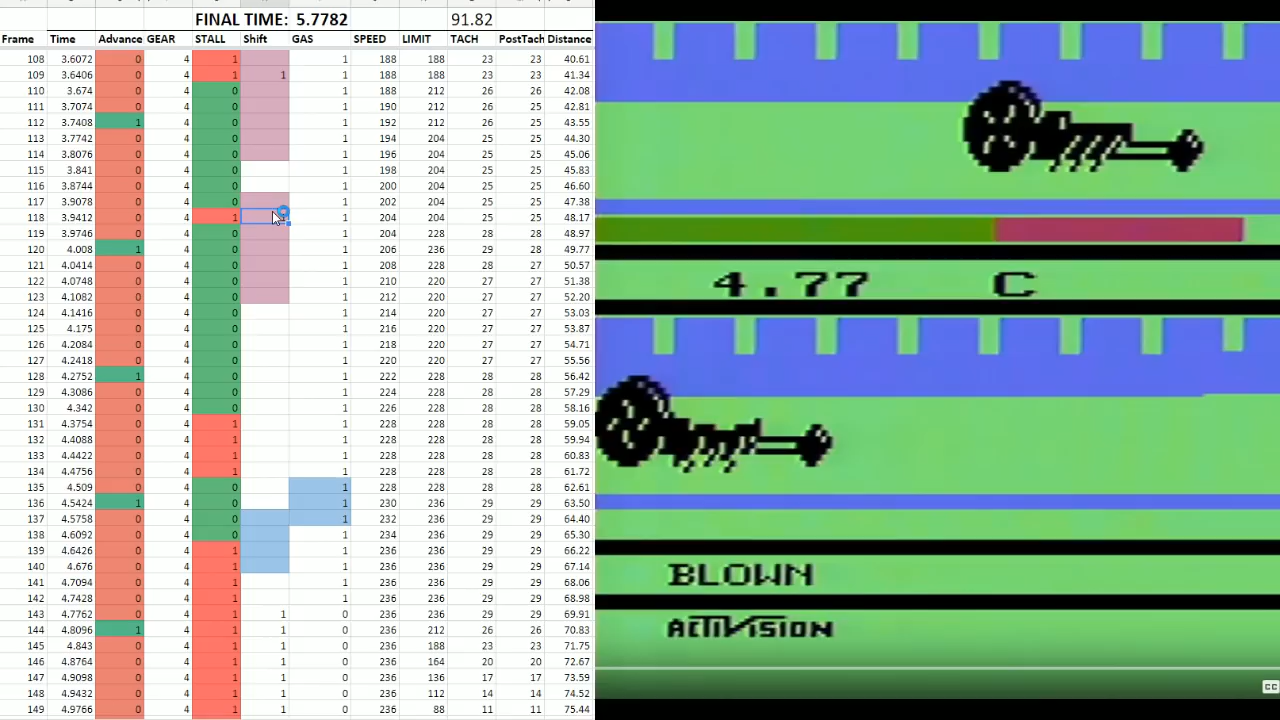 FINAL TIME: 5.7782 91.82
Frame Time Advance GEAR STALL Shift GAS SPEED LIMIT TACH PostTach Distance
108 3.6072 0 4 1 1 188 188 23 23 40.61
109 3.6406 0 4 1 1 1 188 188 23 23 41.34
110 3.674 0 4 0 1 188 212 26 26 42.08
111 3.7074 0 4 0 1 190 212 26 25 42.81
112 3.7408 1 4 0 1 192 212 26 25 43.55
113 3.7742 0 4 0 1 194 204 25 25 44.30
114 3.8076 0 4 0 1 196 204 25 25 45.06
115 3.841 0 4 0 1 198 204 25 25 45.83
116 3.8744 0 4 0 1 200 204 25 25 46.60
117 3.9078 0 4 0 1 202 204 25 25 47.38
118 3.9412 0 4 1 1 204 204 25 25 48.17
119 3.9746 0 4 0 1 204 228 28 28 48.97
120 4.008 1 4 0 1 206 236 29 28 49.77
121 4.0414 0 4 0 1 208 228 28 27 50.57
122 4.0748 0 4 0 1 210 220 27 27 51.38
123 4.1082 0 4 0 1 212 220 27 27 52.20
124 4.1416 0 4 0 1 214 220 27 27 53.03
125 4.175 0 4 0 1 216 220 27 27 53.87
126 4.2084 0 4 0 1 218 220 27 27 54.71
127 4.2418 0 4 0 1 220 220 27 28 55.56
128 4.2752 1 4 0 1 222 228 28 28 56.42
129 4.3086 0 4 0 1 224 228 28 28 57.29
130 4.342 0 4 0 1 226 228 28 28 58.16
131 4.3754 0 4 1 1 228 228 28 28 59.05
132 4.4088 0 4 1 1 228 228 28 28 59.94
133 4.4422 0 4 1 1 228 228 28 28 60.83
134 4.4756 0 4 1 1 228 228 28 28 61.72
135 4.509 0 4 0 1 228 228 28 28 62.61
136 4.5424 1 4 0 1 230 236 29 29 63.50
137 4.5758 0 4 0 1 232 236 29 29 64.40
138 4.6092 0 4 0 1 234 236 29 29 65.30
139 4.6426 0 4 1 1 236 236 29 29 66.22
140 4.676 0 4 1 1 236 236 29 29 67.14
141 4.7094 0 4 1 1 236 236 29 29 68.06
142 4.7428 0 4 1 1 236 236 29 29 68.98
143 4.7762 0 4 1 1 0 236 236 29 29 69.91
144 4.8096 1 4 1 1 0 236 212 26 26 70.83
145 4.843 0 4 1 1 0 236 188 23 23 71.75
146 4.8764 0 4 1 1 0 236 164 20 20 72.67
147 4.9098 0 4 1 1 0 236 136 17 17 73.59
148 4.9432 0 4 1 1 0 236 112 14 14 74.52
149 4.9766 0 4 1 1 0 236 88 11 11 75.44
4.77 C
BLOWN
ACTIVISION
CC